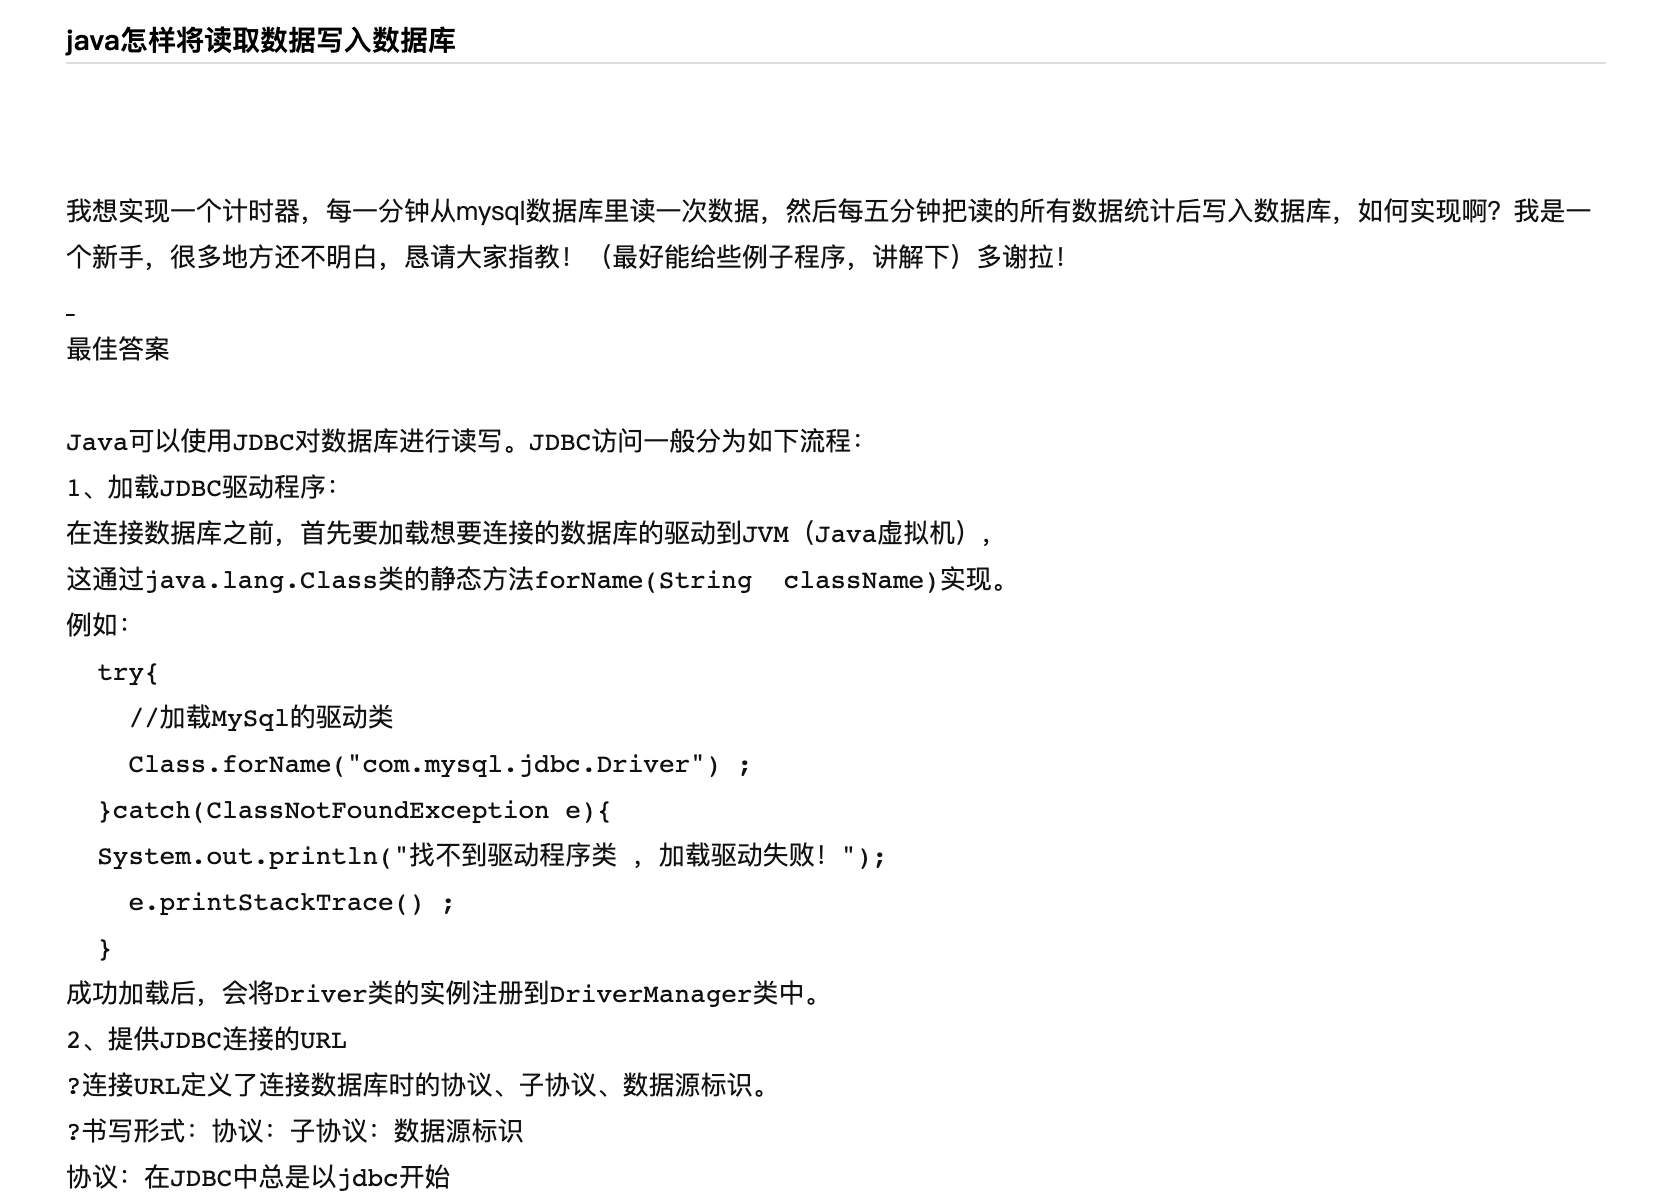 java怎样将读取数据写入数据库
我想实现一个计时器，每一分钟从mysql数据库里读一次数据，然后每五分钟把读的所有数据统计后写入数据库，如何实现啊？我是一
个新手，很多地方还不明白，恳请大家指教！（最好能给些例子程序，讲解下）多谢拉！
_
最佳答案
Java可以使用JDBC对数据库进行读写。JDBC访问一般分为如下流程：
1、加载JDBC驱动程序：
在连接数据库之前，首先要加载想要连接的数据库的驱动到JVM（Java虚拟机），
这通过java.lang.Class类的静态方法forName(String  className)实现。
例如：
  try{
    //加载MySql的驱动类
    Class.forName("com.mysql.jdbc.Driver") ;
  }catch(ClassNotFoundException e){
  System.out.println("找不到驱动程序类 ，加载驱动失败！");
    e.printStackTrace() ;
  }
成功加载后，会将Driver类的实例注册到DriverManager类中。
2、提供JDBC连接的URL
?连接URL定义了连接数据库时的协议、子协议、数据源标识。
?书写形式：协议：子协议：数据源标识
协议：在JDBC中总是以jdbc开始